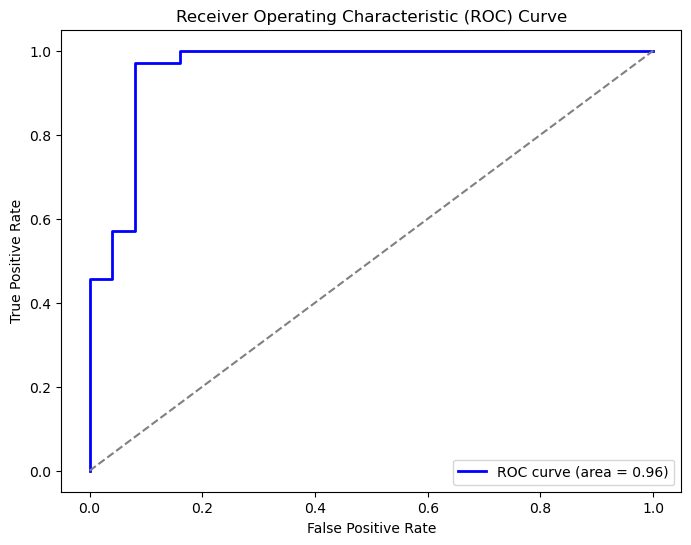 Receiver Operating Characteristic (ROC) Curve
1.0
0.8
0.6
0.4
0.2
0.0
True Positive Rate
ROC curve (area = 0.96)
0.0 0.2 0.4 0.6 0.8 1.0
False Positive Rate